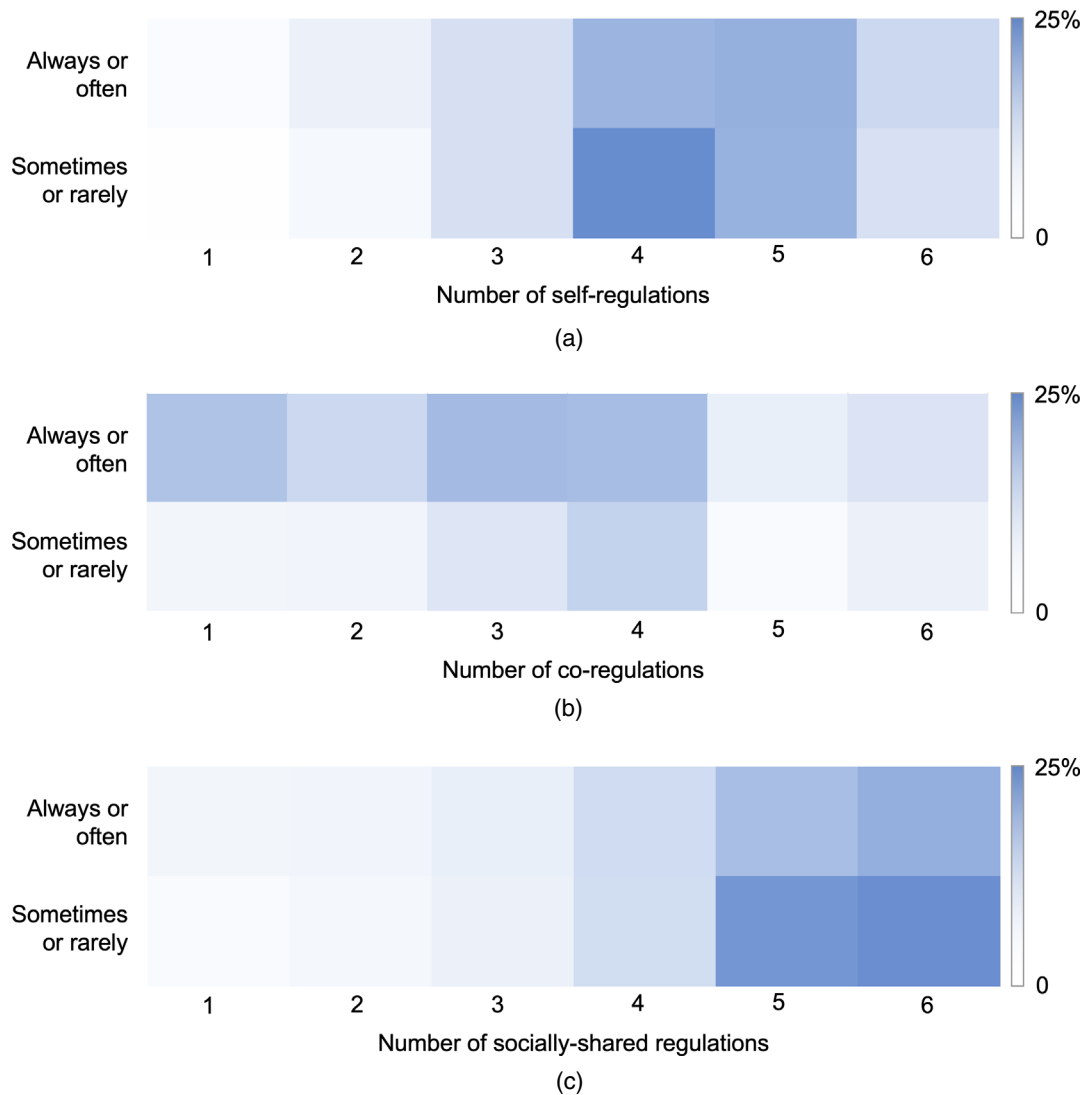 25%
Always or
often
Sometimes
or rarely
0
1 2 3 4 5 6
Number of self-regulations
(a)
25%
Always or
often
Sometimes
or rarely
0
1 2 3 4 5 6
Number of co-regulations
(b)
25%
Always or
often
Sometimes
or rarely
0
1 2 3 4 5 6
Number of socially-shared regulations
(c)